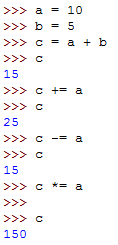 >>> a = 10
>>> b = 5
>>> c = a + b
>>> c
15
>>> c += a
>>> c
25
>>> c -= a
>>> c
15
>>> c *= a
>>>
>>> c
150